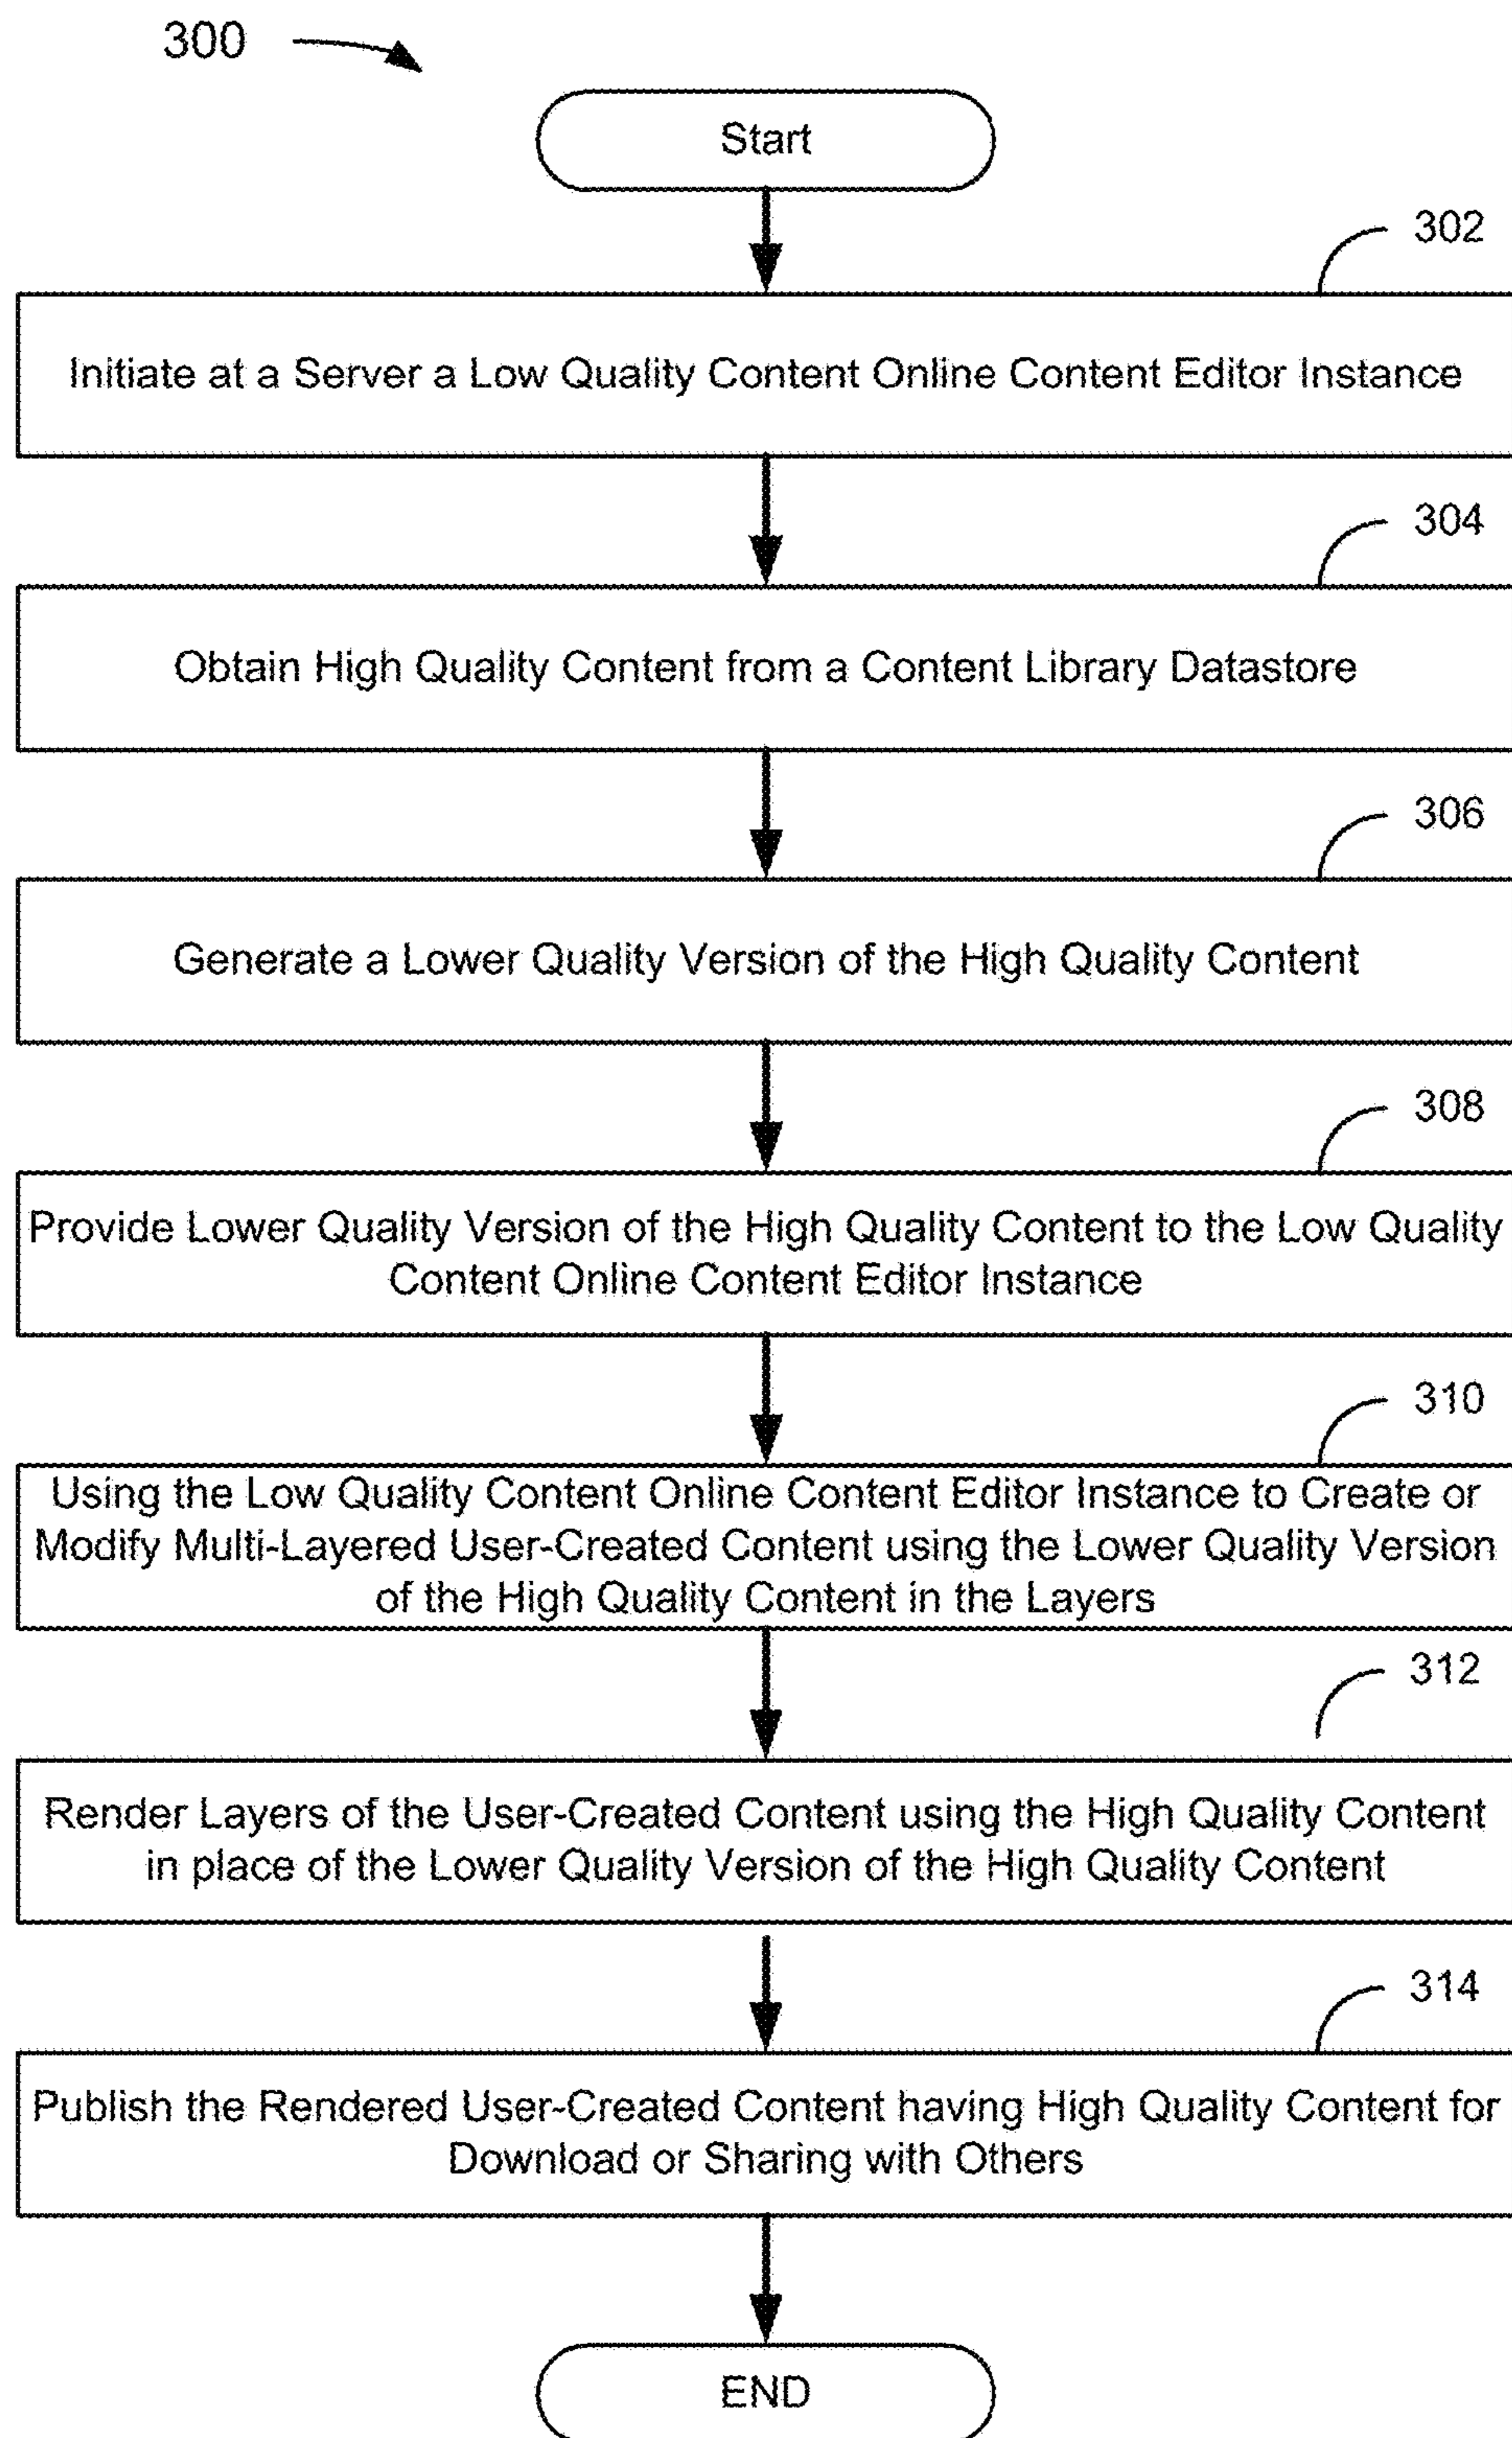 300
Start
302
Initiate at a Server a Low Quality Content Online Content Editor Instance
304
Obtain High Quality Content from a Content Library Datastore
306
Generate a Lower Quality Version of the High Quality Content
308
Provide Lower Quality Version of the High Quality Content to the Low Quality
Content Online Content Editor Instance
310
Using the Low Quality Content Online Content Editor Instance to Create or
Modify Multi-Layered User-Created Content using the Lower Quality Version
of the High Quality Content in the Layers
312
Render Layers of the User-Created Content using the High Quality Content
in place of the Lower Quality Version of the High Quality Content
314
Publish the Rendered User-Created Content having High Quality Content for
Download or Sharing with Others
END